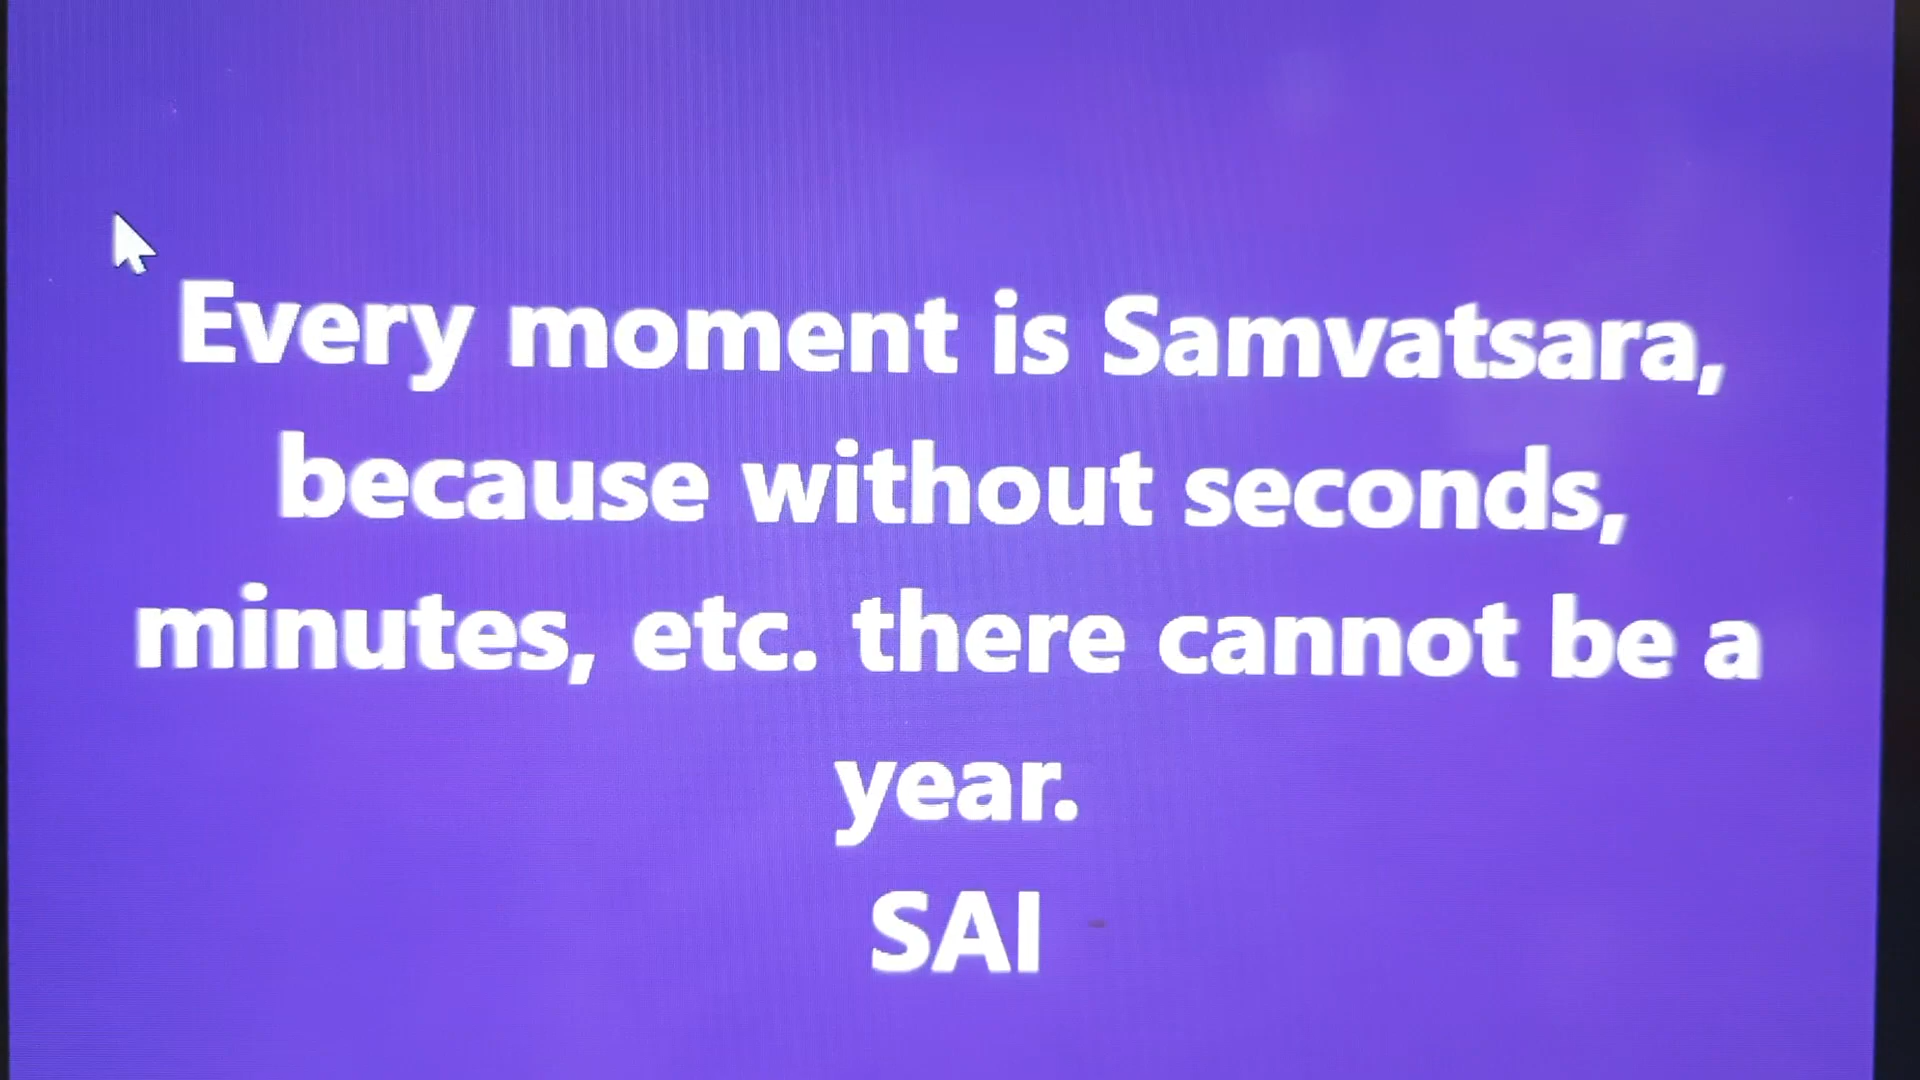 Every moment is Samvatsara,
because without seconds,
minutes, etc. there cannot be a
year.
SAI